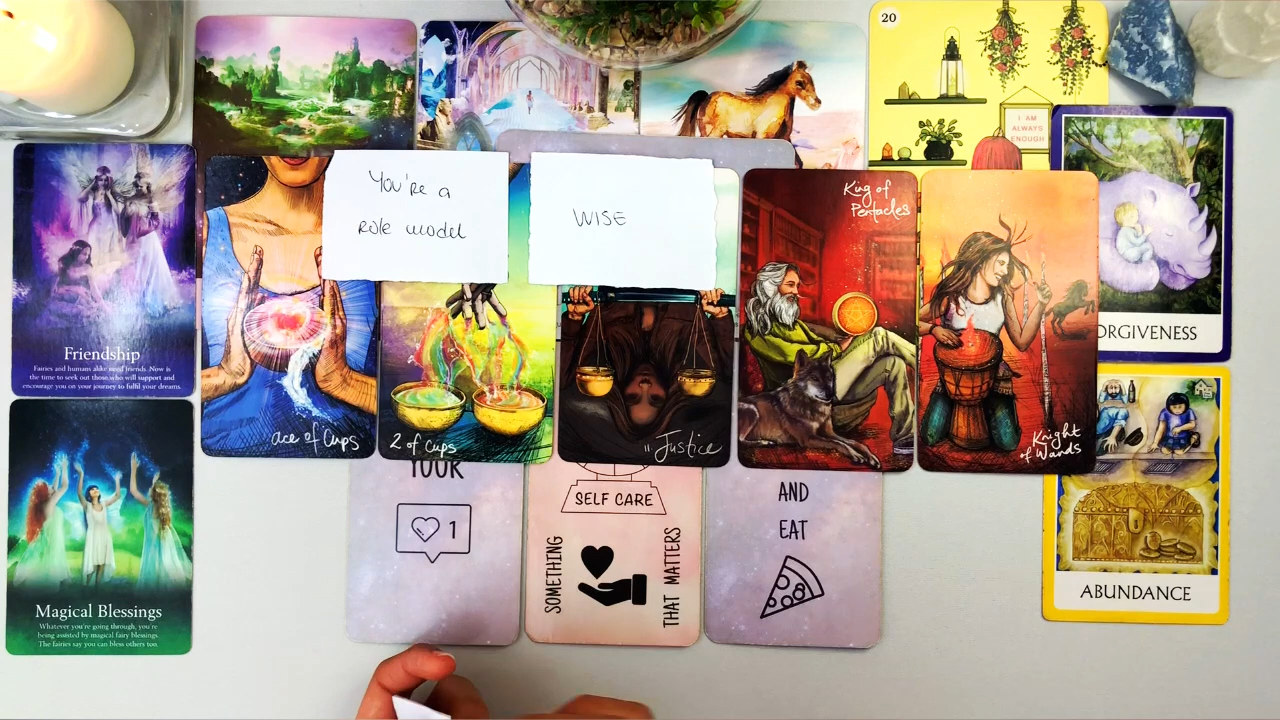 20
I AM
ALWAYS
ENOUGH
You're a
Role model
WISE
King of
Pentacles
ace of Cups
2 of Cups
11 Justice
Knight
of Wands
Friendship
Fairies and humans alike need friends. Now is
the time to seek out those who will support and
encourage you on your journey to fulfil your dreams.
Magical Blessings
Whatever you're going through, you're
being assisted by magical fairy blessings.
The fairies say you can bless others too.
ORGIVENESS
ABUNDANCE
YOUR
1
SELF CARE
SOMETHING
THAT MATTERS
AND
EAT